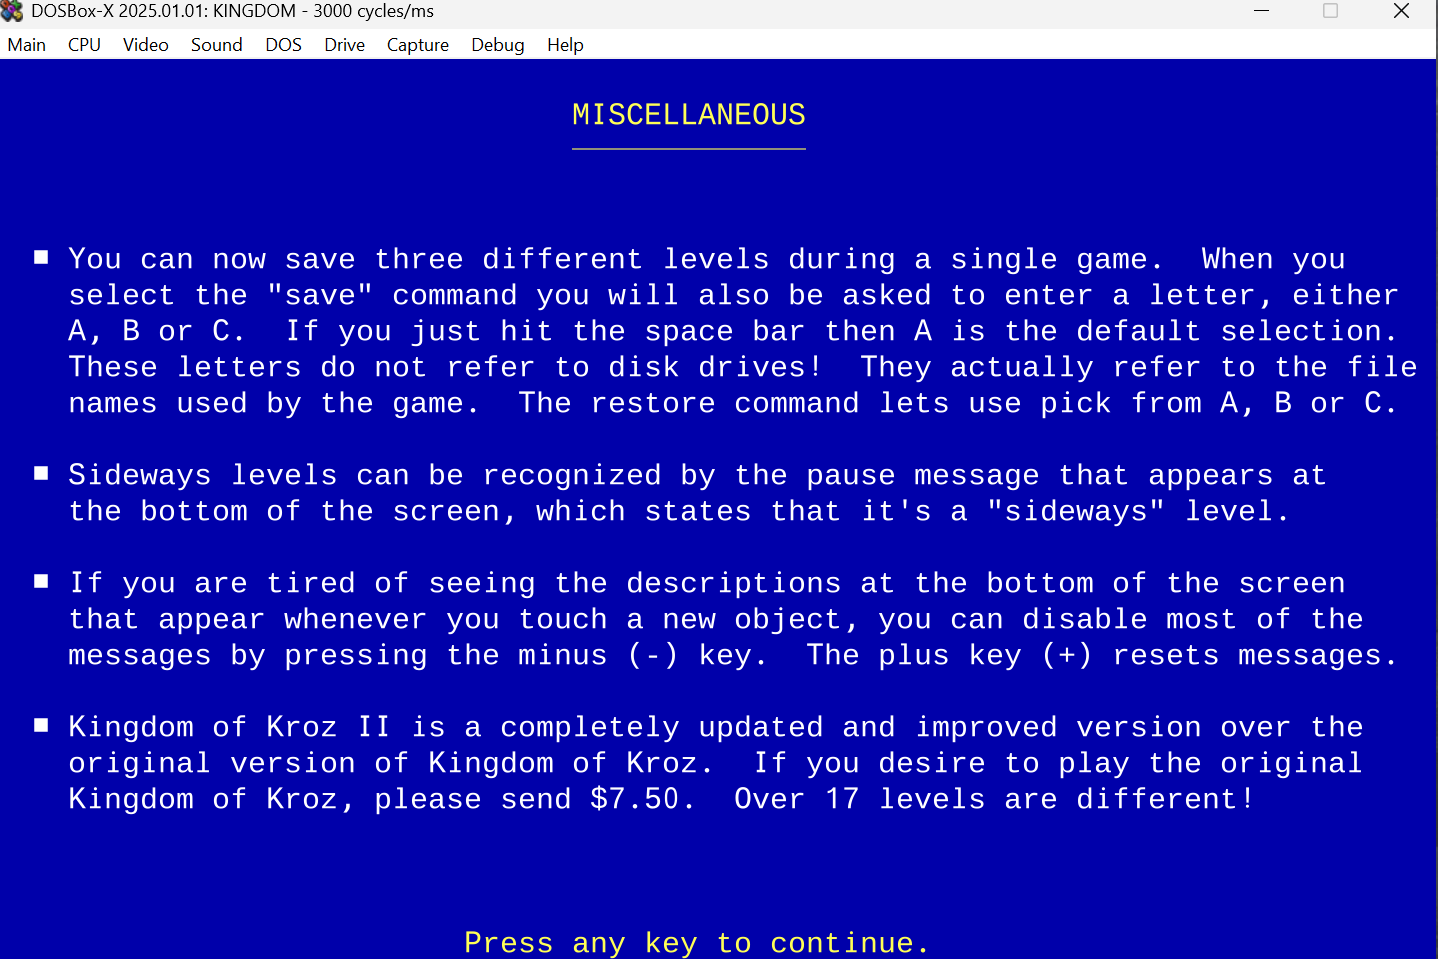 DOSBox-X 2025.01.01: KINGDOM - 3000 cycles/ms
Main CPU Video Sound DOS Drive Capture Debug Help
MISCELLANEOUS
■ You can now save three different levels during a single game.  When you
select the "save" command you will also be asked to enter a letter, either
A, B or C.  If you just hit the space bar then A is the default selection.
These letters do not refer to disk drives!  They actually refer to the file
names used by the game.  The restore command lets use pick from A, B or C.
■ Sideways levels can be recognized by the pause message that appears at
the bottom of the screen, which states that it's a "sideways" level.
■ If you are tired of seeing the descriptions at the bottom of the screen
that appear whenever you touch a new object, you can disable most of the
messages by pressing the minus (-) key.  The plus key (+) resets messages.
■ Kingdom of Kroz II is a completely updated and improved version over the
original version of Kingdom of Kroz.  If you desire to play the original
Kingdom of Kroz, please send $7.50.  Over 17 levels are different!
Press any key to continue.